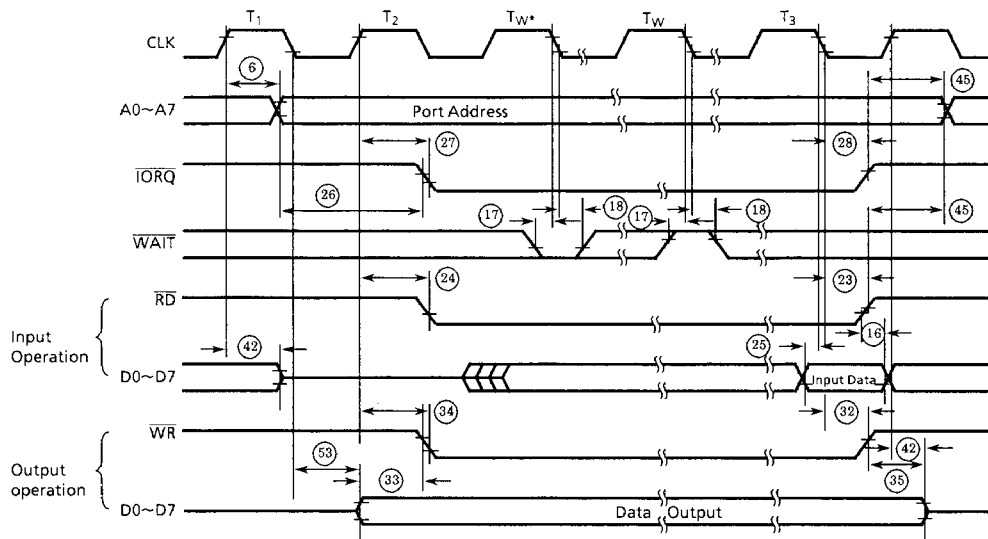 T1 T2 TW* TW T3
CLK
6 45
A0~A7 Port Address
27 28
IORQ
26 45
17 18 17 18
WAIT
24 23
RD
16
Input
Operation
42 25
D0~D7 Input Data
34 32
WR
42
53 33 35
Output
operation
D0~D7 Data Output